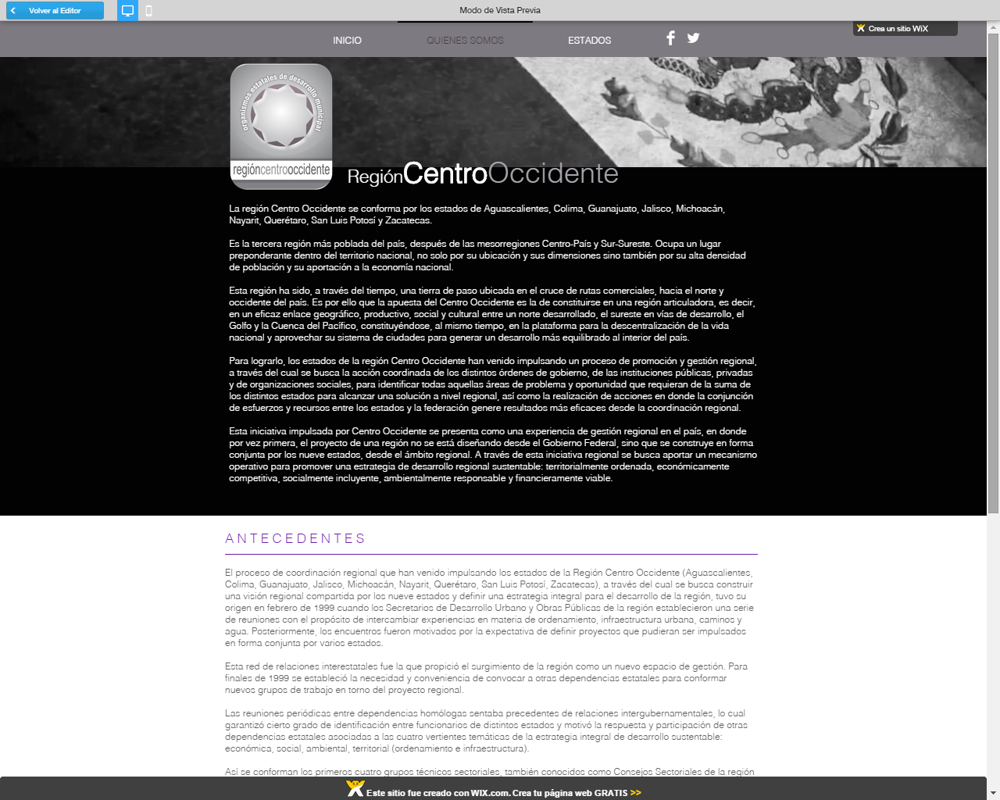 Volver al Editor
Modo de Vista Previa
INICIO
QUIENES SOMOS
ESTADOS
Crea un sitio WiX
organismos estatales de desarrollo municipal
regióncentrooccidente
RegiónCentroOccidente
La región Centro Occidente se conforma por los estados de Aguascalientes, Colima, Guanajuato, Jalisco, Michoacán,
Nayarit, Querétaro, San Luis Potosí y Zacatecas.
Es la tercera región más poblada del país, después de las mesorregiones Centro-País y Sur-Sureste. Ocupa un lugar
preponderante dentro del territorio nacional, no solo por su ubicación y sus dimensiones sino también por su alta densidad
de población y su aportación a la economía nacional.
Esta región ha sido, a través del tiempo, una tierra de paso ubicada en el cruce de rutas comerciales, hacia el norte y
occidente del país. Es por ello que la apuesta del Centro Occidente es la de constituirse en una región articuladora, es decir,
en un eficaz enlace geográfico, productivo, social y cultural entre un norte desarrollado, el sureste en vías de desarrollo, el
Golfo y la Cuenca del Pacífico, constituyéndose, al mismo tiempo, en la plataforma para la descentralización de la vida
nacional y aprovechar su sistema de ciudades para generar un desarrollo más equilibrado al interior del país.
Para lograrlo, los estados de la región Centro Occidente han venido impulsando un proceso de promoción y gestión regional,
a través del cual se busca la acción coordinada de los distintos órdenes de gobierno, de las instituciones públicas, privadas
y de organizaciones sociales, para identificar todas aquellas áreas de problema y oportunidad que requieran de la suma de
los distintos estados para alcanzar una solución a nivel regional, así como la realización de acciones en donde la conjunción
de esfuerzos y recursos entre los estados y la federación genere resultados más eficaces desde la coordinación regional.
Esta iniciativa impulsada por Centro Occidente se presenta como una experiencia de gestión regional en el país, en donde
por vez primera, el proyecto de una región no se está diseñando desde el Gobierno Federal, sino que se construye en forma
conjunta por los nueve estados, desde el ámbito regional. A través de esta iniciativa regional se busca aportar un mecanismo
operativo para promover una estrategia de desarrollo regional sustentable: territorialmente ordenada, económicamente
competitiva, socialmente incluyente, ambientalmente responsable y financieramente viable.
ANTECEDENTES
El proceso de coordinación regional que han venido impulsando los estados de la Región Centro Occidente (Aguascalientes,
Colima, Guanajuato, Jalisco, Michoacán, Nayarit, Querétaro, San Luis Potosí, Zacatecas), a través del cual se busca construir
una visión regional compartida por los nueve estados y definir una estrategia integral para el desarrollo de la región, tuvo su
origen en febrero de 1999 cuando los Secretarios de Desarrollo Urbano y Obras Públicas de la región establecieron una serie
de reuniones con el propósito de intercambiar experiencias en materia de ordenamiento, infraestructura urbana, caminos y
agua. Posteriormente, los encuentros fueron motivados por la expectativa de definir proyectos que pudieran ser impulsados
en forma conjunta por varios estados.
Esta red de relaciones interestatales fue la que propició el surgimiento de la región como un nuevo espacio de gestión. Para
finales de 1999 se estableció la necesidad y conveniencia de convocar a otras dependencias estatales para conformar
nuevos grupos de trabajo en torno del proyecto regional.
Las reuniones periódicas entre dependencias homólogas sentaba precedentes de relaciones intergubernamentales, lo cual
garantizó cierto grado de identificación entre funcionarios de distintos estados y motivó la respuesta y participación de otras
dependencias estatales asociadas a las cuatro vertientes temáticas de la estrategia integral de desarrollo sustentable:
económica, social, ambiental, territorial (ordenamiento e infraestructura).
Así se conforman los primeros cuatro grupos técnicos sectoriales, también conocidos como Consejos Sectoriales de la región
Este sitio fue creado con WIX.com. Crea tu página web GRATIS >>